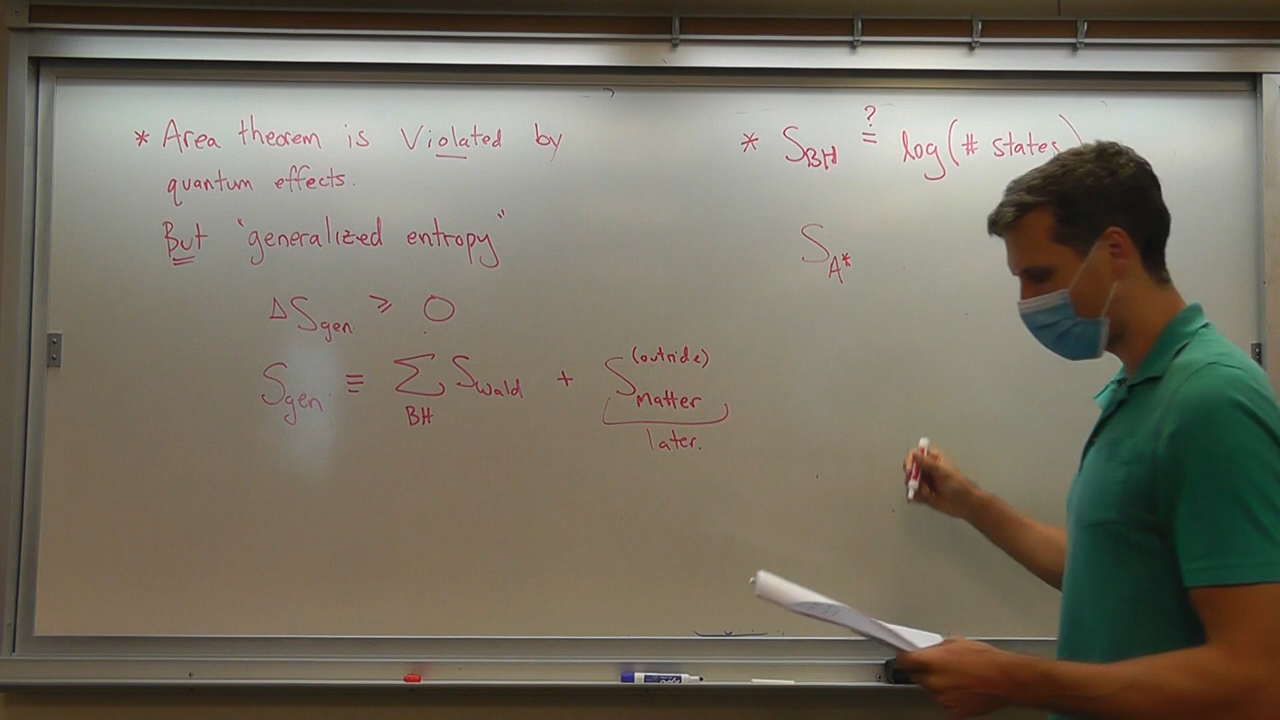 * Area theorem is Violated by
quantum effects.
But "generalized entropy"
ΔS_gen ≥ 0
S_gen ≡ Σ_BH S_Wald + S_Matter^(outside)
later.
* S_BH ≟ log(# states)
S_A*